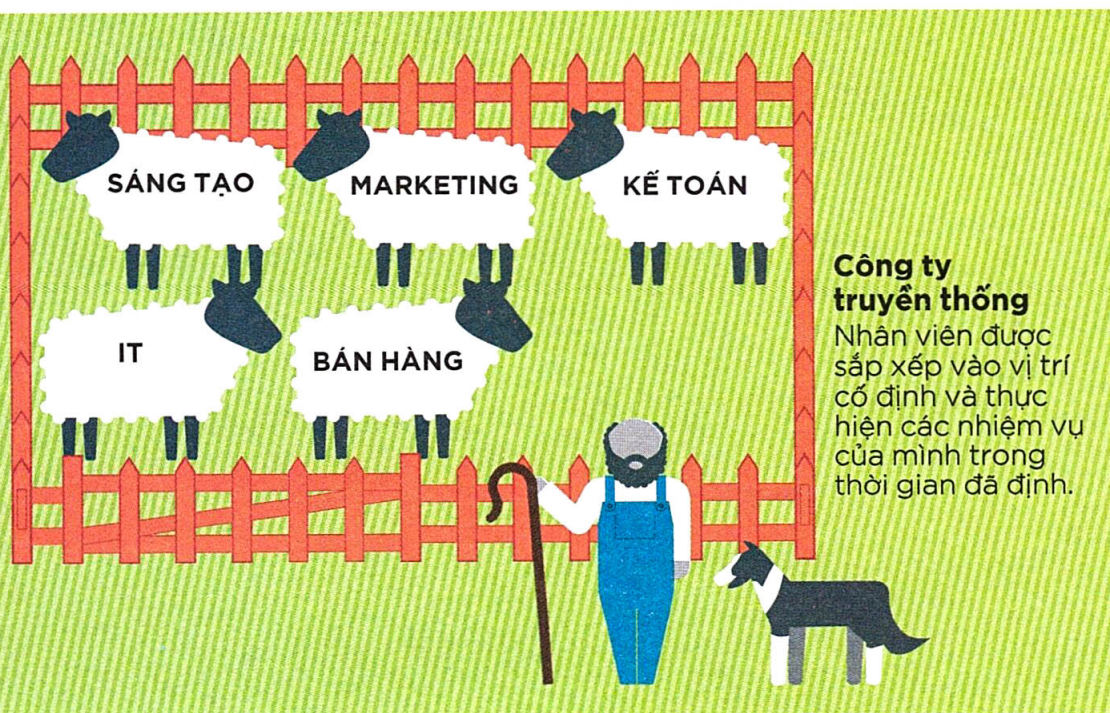 SÁNG TẠO
MARKETING
KẾ TOÁN
IT
BÁN HÀNG
Công ty
truyền thống
Nhân viên được
sắp xếp vào vị trí
cố định và thực
hiện các nhiệm vụ
của mình trong
thời gian đã định.